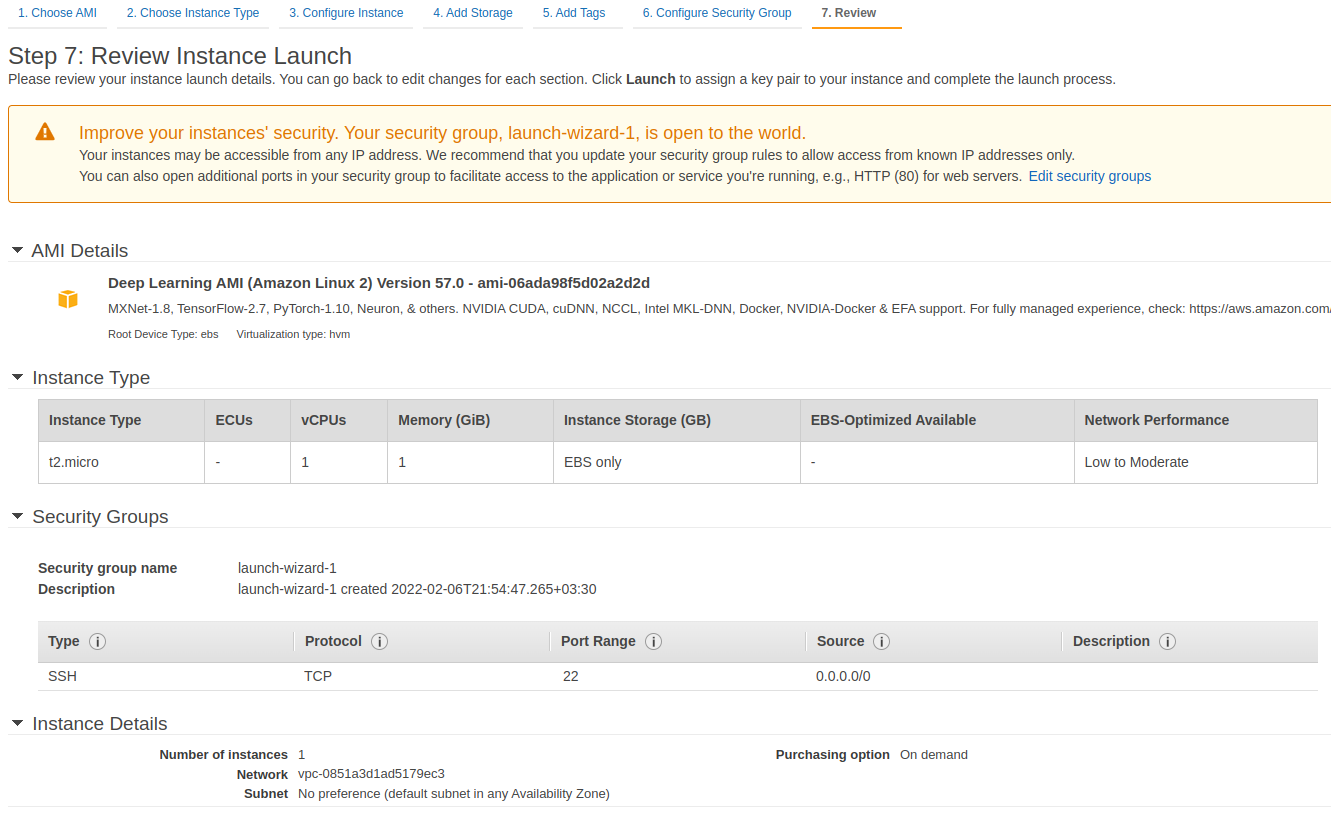 1. Choose AMI 2. Choose Instance Type 3. Configure Instance 4. Add Storage 5. Add Tags 6. Configure Security Group 7. Review
Step 7: Review Instance Launch
Please review your instance launch details. You can go back to edit changes for each section. Click Launch to assign a key pair to your instance and complete the launch process.
Improve your instances' security. Your security group, launch-wizard-1, is open to the world.
Your instances may be accessible from any IP address. We recommend that you update your security group rules to allow access from known IP addresses only.
You can also open additional ports in your security group to facilitate access to the application or service you're running, e.g., HTTP (80) for web servers. Edit security groups
AMI Details
Deep Learning AMI (Amazon Linux 2) Version 57.0 - ami-06ada98f5d02a2d2d
MXNet-1.8, TensorFlow-2.7, PyTorch-1.10, Neuron, & others. NVIDIA CUDA, cuDNN, NCCL, Intel MKL-DNN, Docker, NVIDIA-Docker & EFA support. For fully managed experience, check: https://aws.amazon.com/
Root Device Type: ebs Virtualization type: hvm
Instance Type
Instance Type ECUs vCPUs Memory (GiB) Instance Storage (GB) EBS-Optimized Available Network Performance
t2.micro - 1 1 EBS only - Low to Moderate
Security Groups
Security group name launch-wizard-1
Description launch-wizard-1 created 2022-02-06T21:54:47.265+03:30
Type Protocol Port Range Source Description
SSH TCP 22 0.0.0.0/0
Instance Details
Number of instances 1 Purchasing option On demand
Network vpc-0851a3d1ad5179ec3
Subnet No preference (default subnet in any Availability Zone)